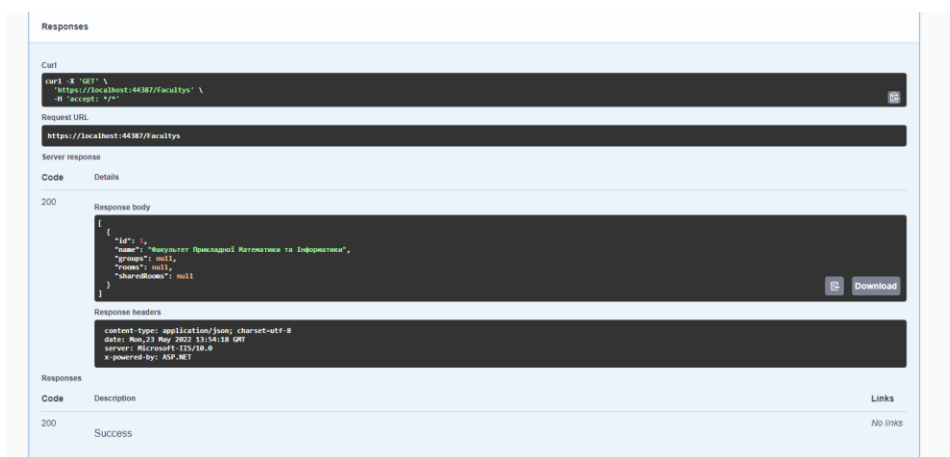 Responses
Curl
curl -X 'GET' \
'https://localhost:44387/Facultys' \
-H 'accept: */*'
Request URL
https://localhost:44387/Facultys
Server response
Code Details
200
Response body
[
{
"id": 1,
"name": "Факультет Прикладної Математики та Інформатики",
"groups": null,
"rooms": null,
"sharedRooms": null
}
]
Download
Response headers
content-type: application/json; charset=utf-8
date: Mon,23 May 2022 13:54:18 GMT
server: Microsoft-IIS/10.0
x-powered-by: ASP.NET
Responses
Code Description Links
200 Success No links